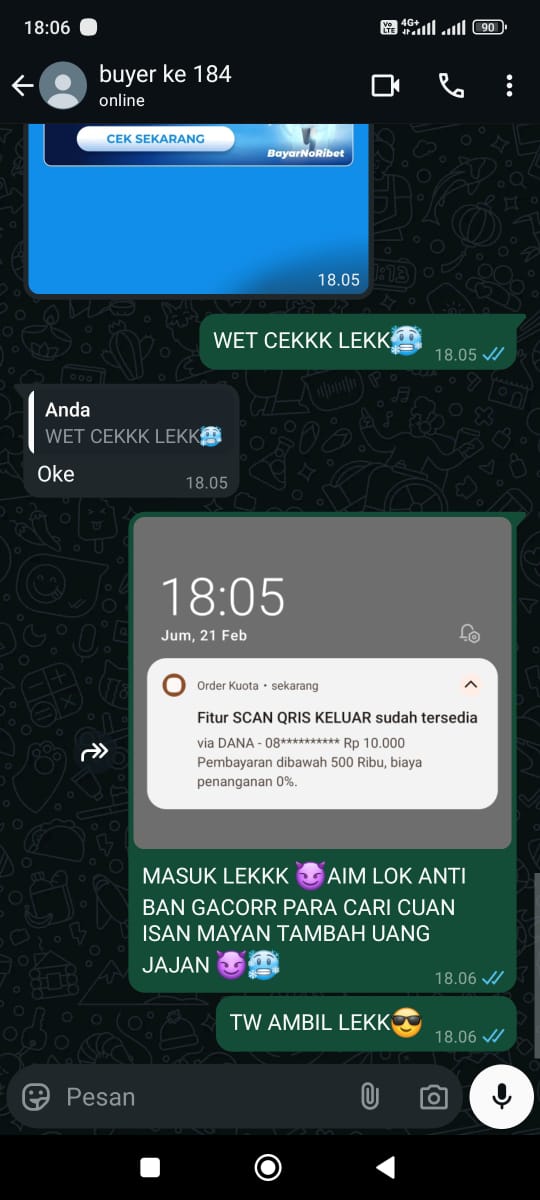 18:06
Vo LTE 4G+ 90
buyer ke 184
online
CEK SEKARANG
BayarNoRibet
18.05
WET CEKKK LEKK🥶
18.05
Anda
WET CEKKK LEKK🥶
Oke
18.05
18:05
Jum, 21 Feb
Order Kuota • sekarang
Fitur SCAN QRIS KELUAR sudah tersedia
via DANA - 08********** Rp 10.000
Pembayaran dibawah 500 Ribu, biaya
penanganan 0%.
MASUK LEKKK 😈AIM LOK ANTI
BAN GACORR PARA CARI CUAN
ISAN MAYAN TAMBAH UANG
JAJAN 😈🥶
18.06
TW AMBIL LEKK😎
18.06
Pesan